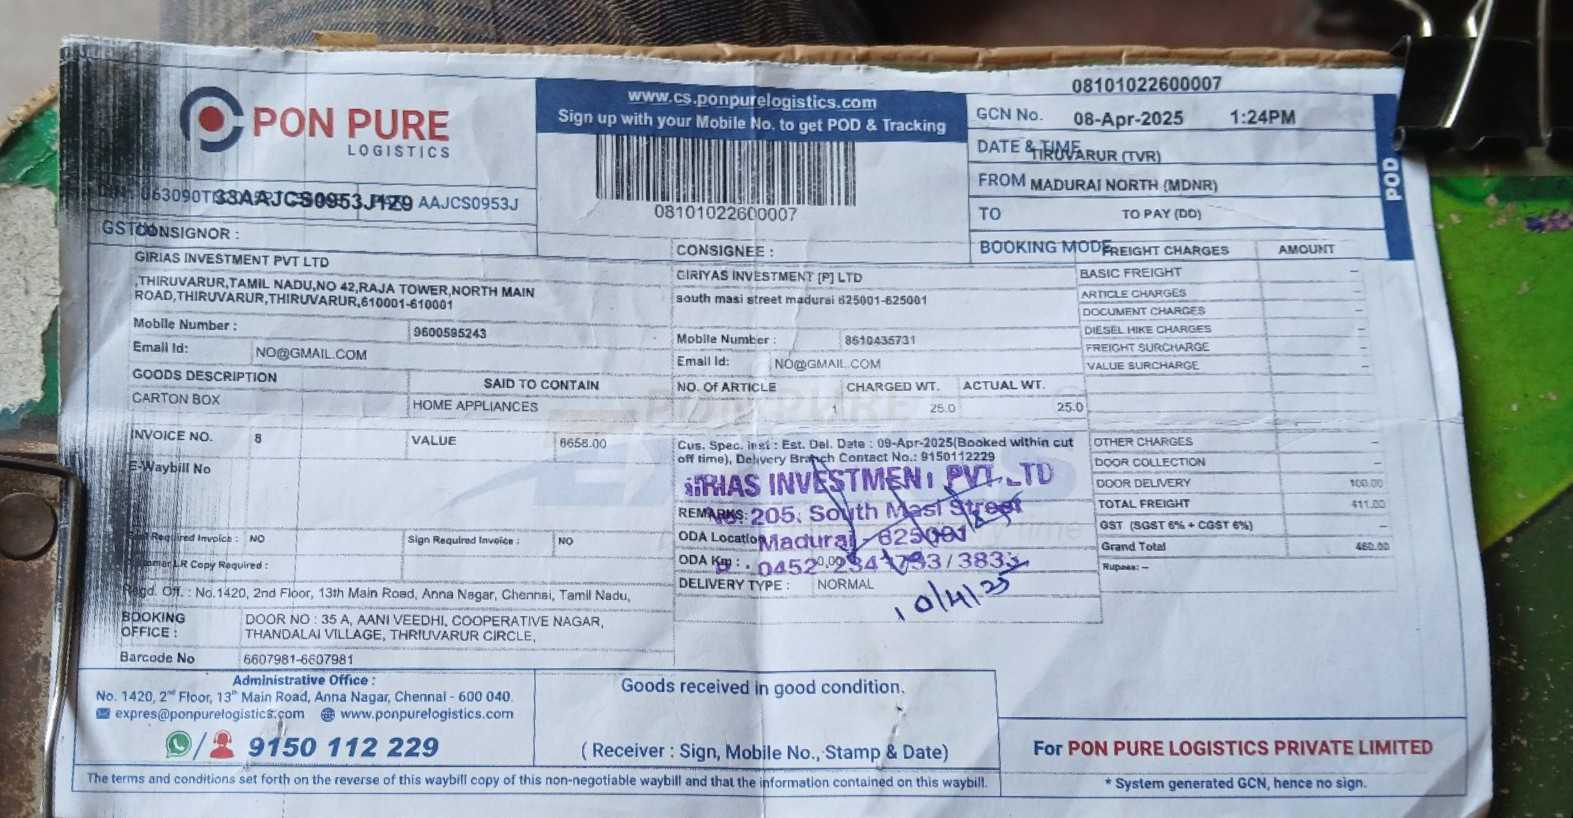 PON PURE
LOGISTICS
www.cs.ponpurelogistics.com
Sign up with your Mobile No. to get POD & Tracking
08101022600007
08101022600007
GCN No. 08-Apr-2025 1:24PM
DATE & TIME TIRUVARUR (TVR)
FROM MADURAI NORTH (MDNR)
TO TO PAY (DD)
BOOKING MODE
POD
33AAJCS0953J1Z9 AAJCS0953J
CONSIGNOR :
GIRIAS INVESTMENT PVT LTD
,THIRUVARUR,TAMIL NADU,NO 42,RAJA TOWER,NORTH MAIN
ROAD,THIRUVARUR,THIRUVARUR,610001-610001
Mobile Number : 9600595243
Email Id: NO@GMAIL.COM
CONSIGNEE :
GIRIYAS INVESTMENT [P] LTD
south masi street madurai 625001-625001
Mobile Number : 8610435731
Email Id: NO@GMAIL.COM
FREIGHT CHARGES AMOUNT
BASIC FREIGHT –
ARTICLE CHARGES –
DOCUMENT CHARGES –
DIESEL HIKE CHARGES –
FREIGHT SURCHARGE –
VALUE SURCHARGE –
GOODS DESCRIPTION SAID TO CONTAIN NO. Of ARTICLE CHARGED WT. ACTUAL WT.
CARTON BOX HOME APPLIANCES 1 25.0 25.0
INVOICE NO. 8 VALUE 6658.00
E-Waybill No
Cus. Spec. Inst : Est. Del. Date : 09-Apr-2025(Booked within cut
off time), Delivery Branch Contact No.: 9150112229
GIRIAS INVESTMENT PVT. LTD
REMARKS:
205, South Masi Street
ODA Location
Madurai - 625001
ODA Km : 0.00
0452
DELIVERY TYPE : NORMAL
10/4/25
OTHER CHARGES –
DOOR COLLECTION –
DOOR DELIVERY 100.00
TOTAL FREIGHT 411.00
GST (SGST 6% + CGST 6%) –
Grand Total 460.00
Rupees: –
Required Invoice : NO Sign Required Invoice : NO
LR Copy Required :
Regd. Off. : No.1420, 2nd Floor, 13th Main Road, Anna Nagar, Chennai, Tamil Nadu,
BOOKING OFFICE : DOOR NO : 35 A, AANI VEEDHI, COOPERATIVE NAGAR,
THANDALAI VILLAGE, THRIUVARUR CIRCLE,
Barcode No 6607981-6607981
Administrative Office :
No. 1420, 2nd Floor, 13th Main Road, Anna Nagar, Chennai - 600 040.
expres@ponpurelogistics.com www.ponpurelogistics.com
/ 9150 112 229
Goods received in good condition.
( Receiver : Sign, Mobile No., Stamp & Date)
For PON PURE LOGISTICS PRIVATE LIMITED
The terms and conditions set forth on the reverse of this waybill copy of this non-negotiable waybill and that the information contained on this waybill.
* System generated GCN, hence no sign.